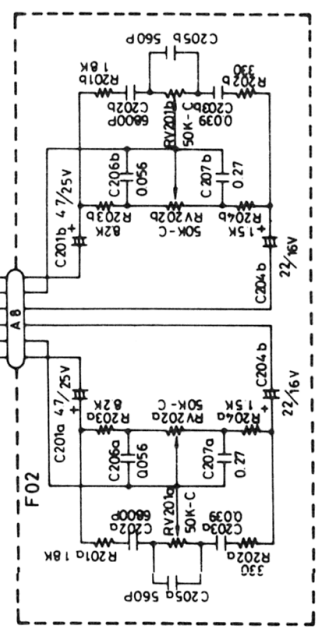 C205b
560P
R201b
1.8K
C202b
6800P
RV201b
50K-C
C203b
0.039
R202b
330
C206b
0.056
C207b
0.27
C201b
47/25V
R203b
8.2K
RV202b
50K-C
R204b
1.5K
C204b
22/16V
+
+
A8
C201a
47/25V
R203a
8.2K
RV202a
50K-C
R204a
1.5K
C204b
22/16V
+
+
C206a
0.056
C207a
0.27
F02
R201a
1.8K
C202a
6800P
RV201a
50K-C
C203a
0.039
R202a
330
C205a
560P